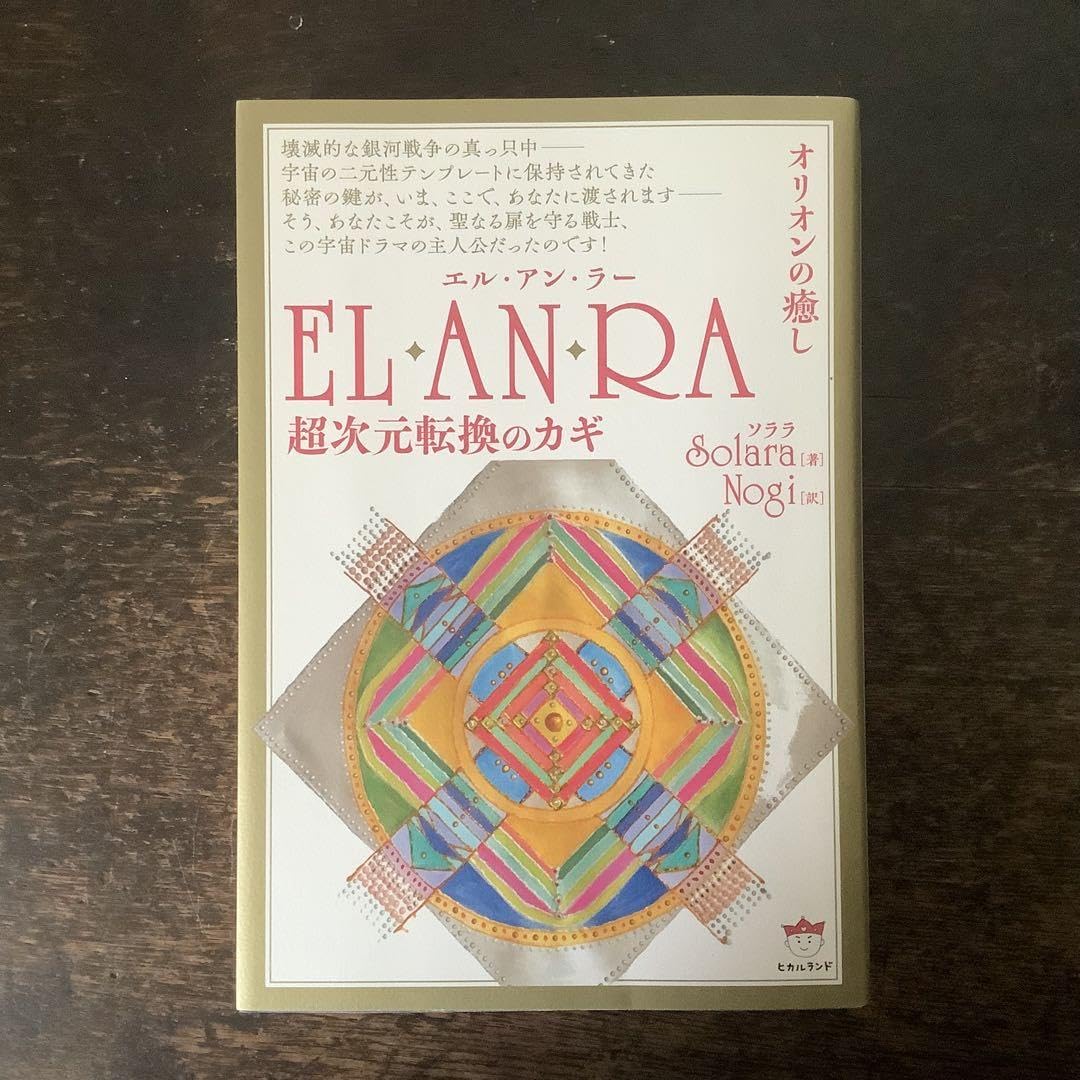 壊滅的な銀河戦争の真っ只中――
宇宙の二元性テンプレートに保持されてきた
秘密の鍵が、いま、ここで、あなたに渡されます――
そう、あなたこそが、聖なる扉を守る戦士、
この宇宙ドラマの主人公だったのです！
オリオンの癒し
エル・アン・ラー
EL✦AN✦RA
超次元転換のカギ
ソララ
Solara[著]
Nogi[訳]
ヒカルランド